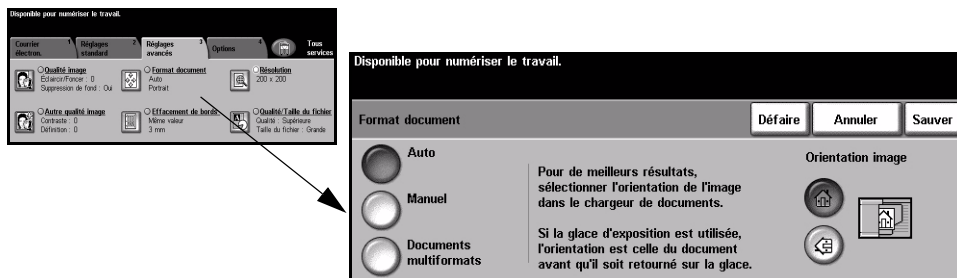 Disponible pour numériser le travail.
Courrier électron. 1
Réglages standard 2
Réglages avancés 3
Options 4
Tous services
Qualité image
Éclaircir/Foncer : 0
Suppression de fond : Oui
Format document
Auto
Portrait
Résolution
200 x 200
Autre qualité image
Contraste : 0
Définition : 0
Effacement de bords
Même valeur
3 mm
Qualité/Taille du fichier
Qualité : Supérieure
Taille du fichier : Grande
Disponible pour numériser le travail.
Format document
Défaire
Annuler
Sauver
Auto
Manuel
Documents
multiformats
Pour de meilleurs résultats,
sélectionner l'orientation de l'image
dans le chargeur de documents.
Si la glace d'exposition est utilisée,
l'orientation est celle du document
avant qu'il soit retourné sur la glace.
Orientation image